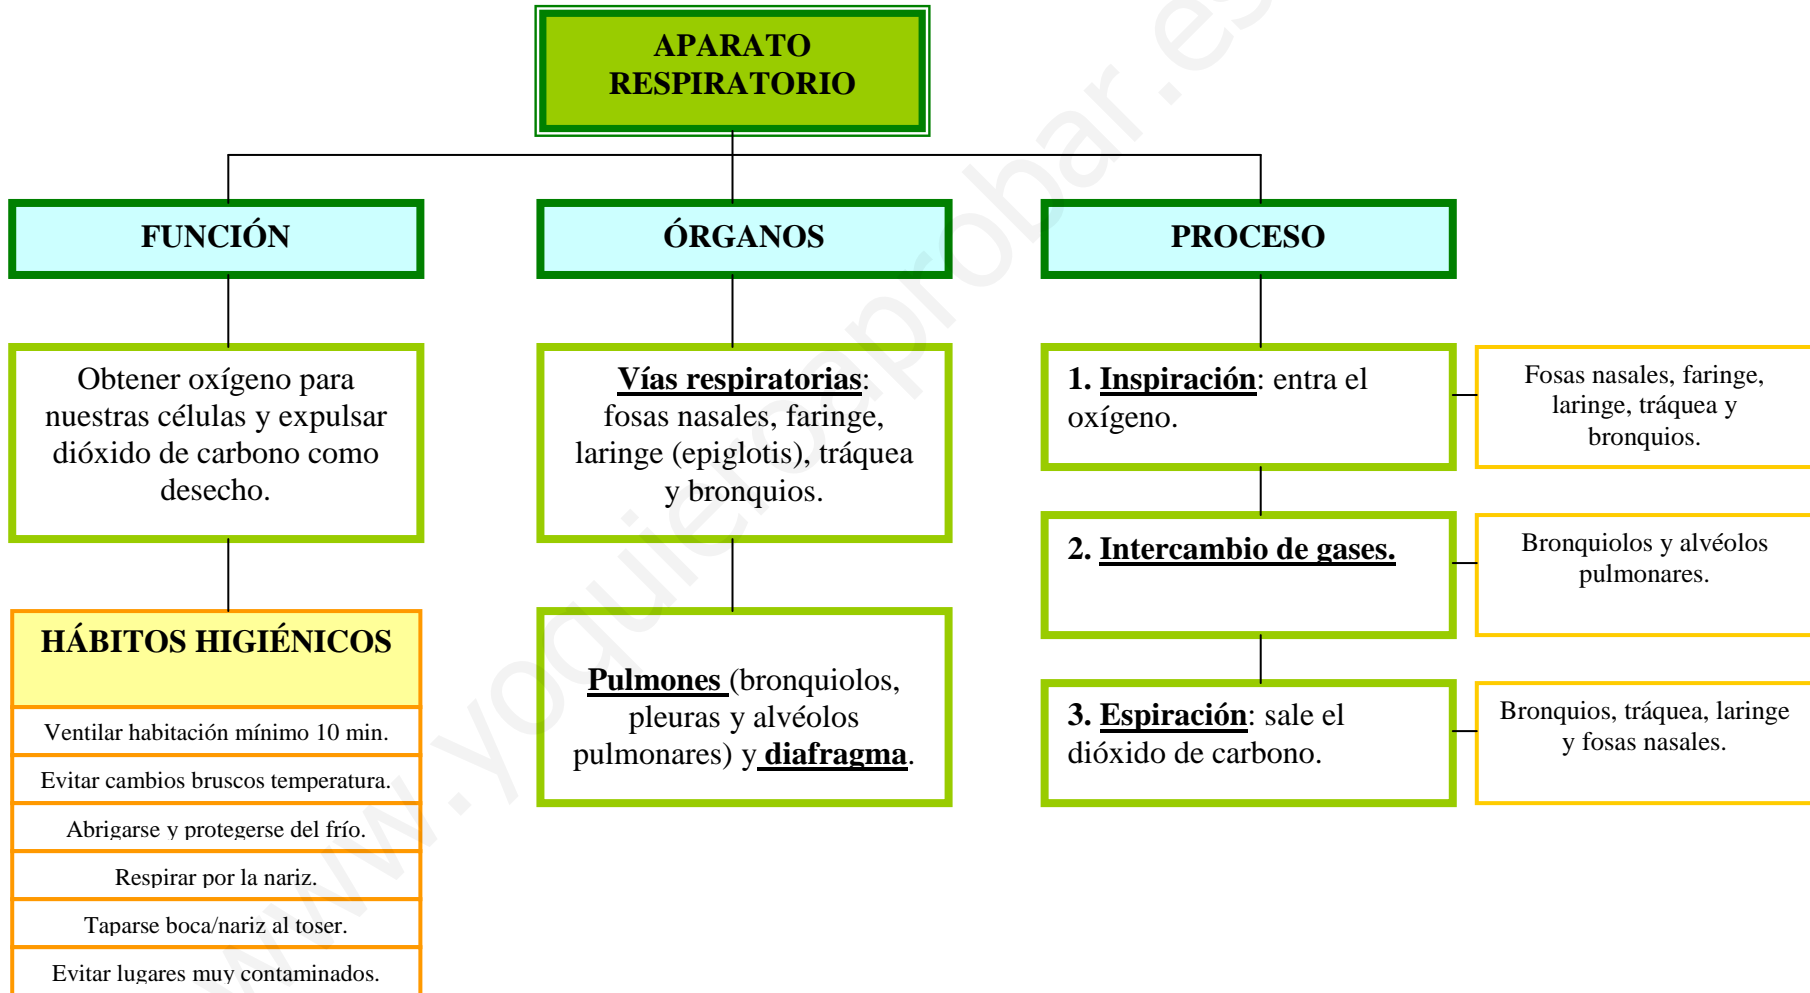 APARATO
RESPIRATORIO
FUNCIÓN
Obtener oxígeno para
nuestras células y expulsar
dióxido de carbono como
desecho.
HÁBITOS HIGIÉNICOS
Ventilar habitación mínimo 10 min.
Evitar cambios bruscos temperatura.
Abrigarse y protegerse del frío.
Respirar por la nariz.
Taparse boca/nariz al toser.
Evitar lugares muy contaminados.
ÓRGANOS
Vías respiratorias:
fosas nasales, faringe,
laringe (epiglotis), tráquea
y bronquios.
Pulmones (bronquiolos,
pleuras y alvéolos
pulmonares) y diafragma.
PROCESO
1. Inspiración: entra el
oxígeno.
Fosas nasales, faringe,
laringe, tráquea y
bronquios.
2. Intercambio de gases.
Bronquiolos y alvéolos
pulmonares.
3. Espiración: sale el
dióxido de carbono.
Bronquios, tráquea, laringe
y fosas nasales.
www.yoquieroaprobar.es